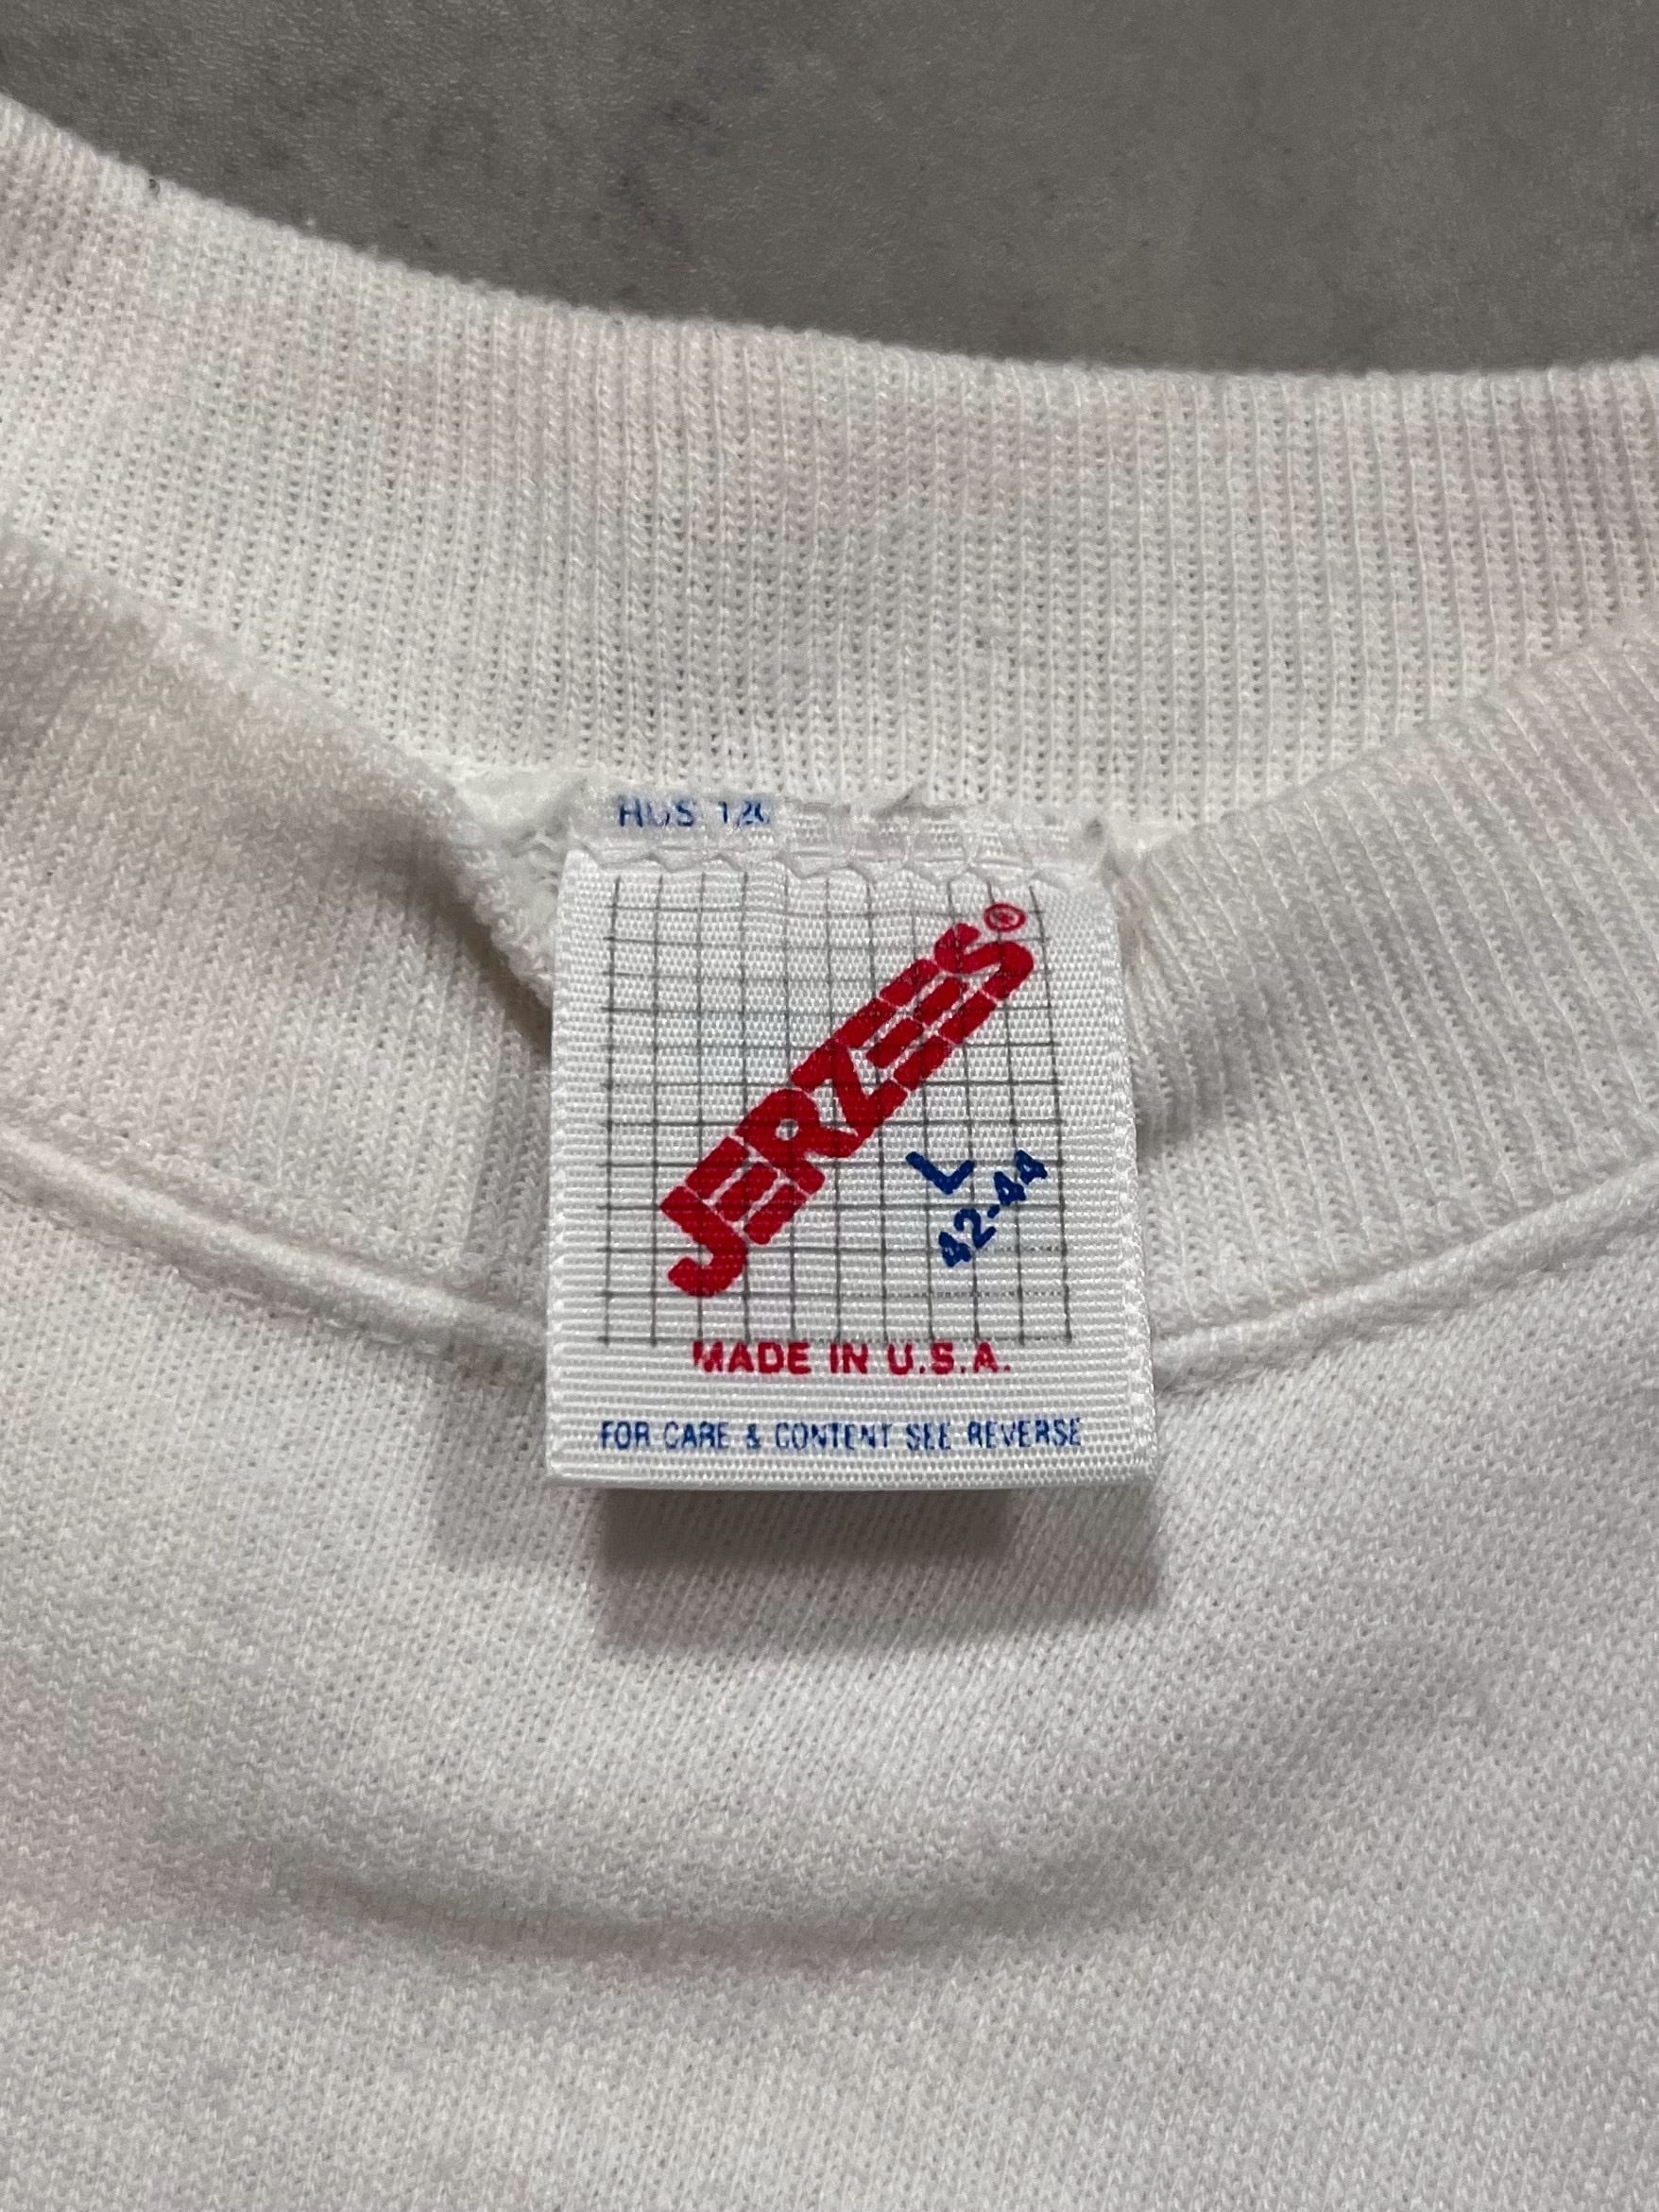 JERZEES®
L
42-44
MADE IN U.S.A.
FOR CARE & CONTENT SEE REVERSE